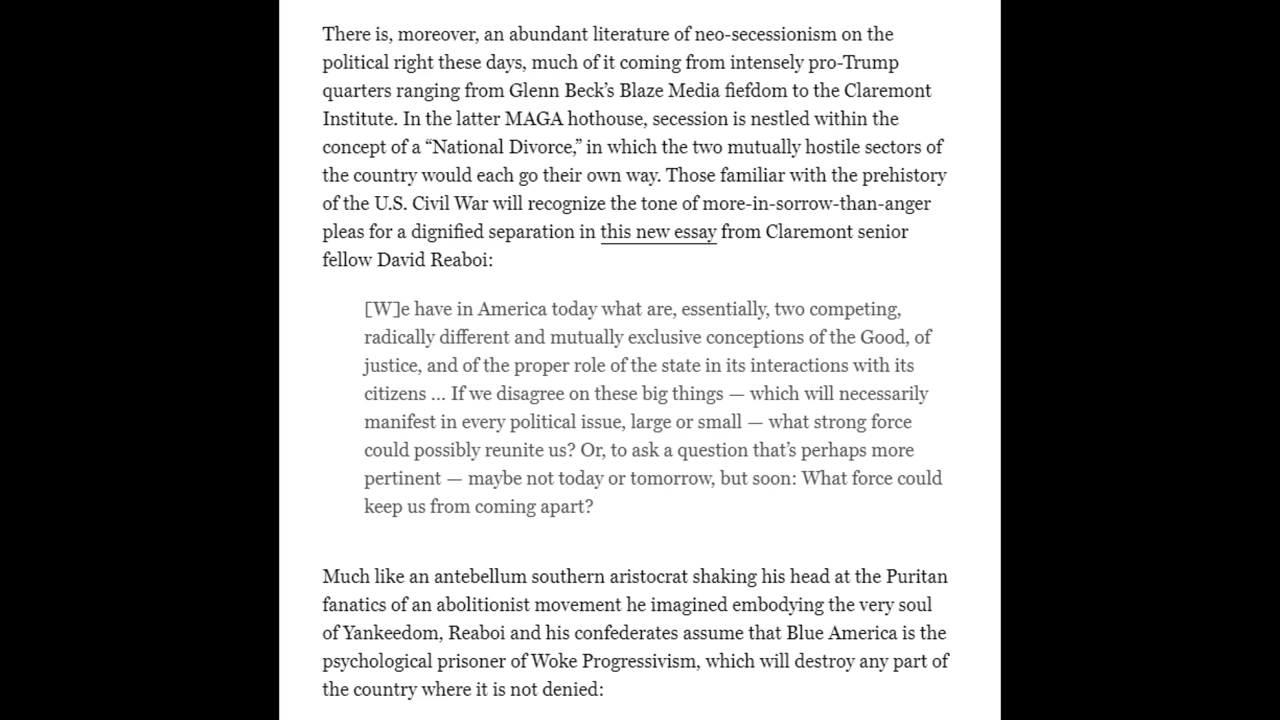 There is, moreover, an abundant literature of neo-secessionism on the
political right these days, much of it coming from intensely pro-Trump
quarters ranging from Glenn Beck’s Blaze Media fiefdom to the Claremont
Institute. In the latter MAGA hothouse, secession is nestled within the
concept of a “National Divorce,” in which the two mutually hostile sectors of
the country would each go their own way. Those familiar with the prehistory
of the U.S. Civil War will recognize the tone of more-in-sorrow-than-anger
pleas for a dignified separation in this new essay from Claremont senior
fellow David Reaboi:
[W]e have in America today what are, essentially, two competing,
radically different and mutually exclusive conceptions of the Good, of
justice, and of the proper role of the state in its interactions with its
citizens ... If we disagree on these big things — which will necessarily
manifest in every political issue, large or small — what strong force
could possibly reunite us? Or, to ask a question that’s perhaps more
pertinent — maybe not today or tomorrow, but soon: What force could
keep us from coming apart?
Much like an antebellum southern aristocrat shaking his head at the Puritan
fanatics of an abolitionist movement he imagined embodying the very soul
of Yankeedom, Reaboi and his confederates assume that Blue America is the
psychological prisoner of Woke Progressivism, which will destroy any part of
the country where it is not denied: